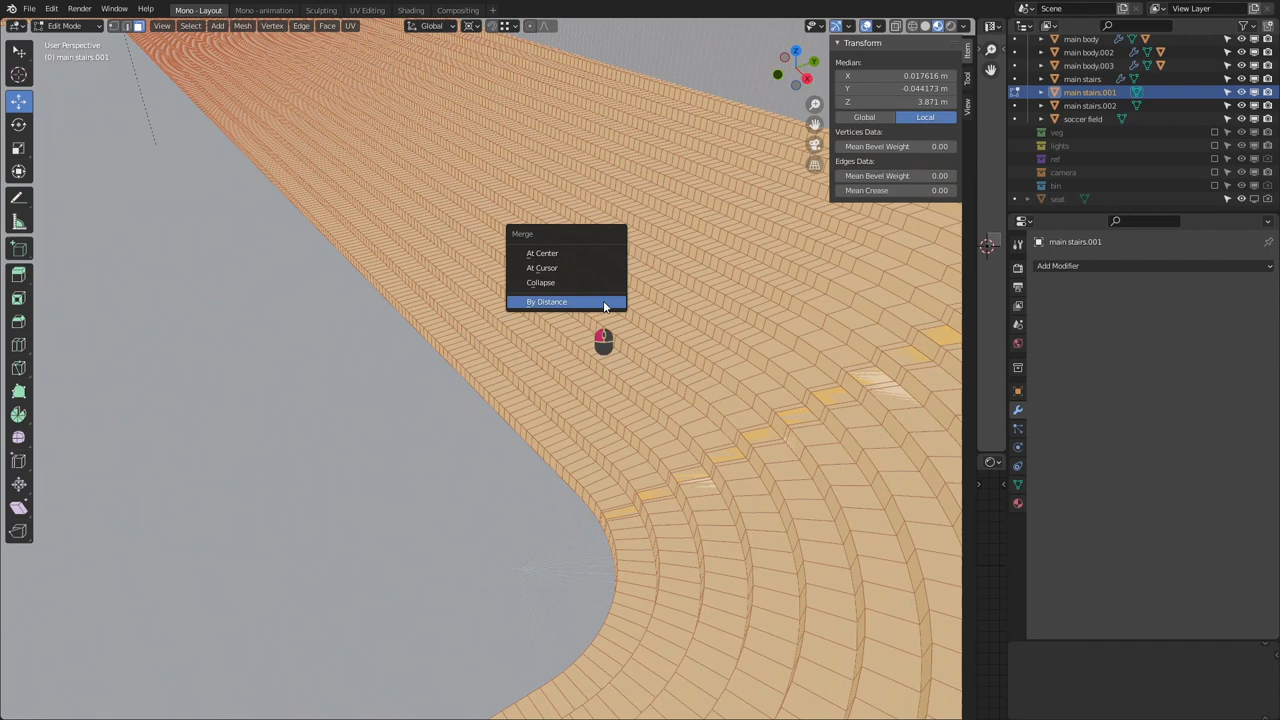 File Edit Render Window Help Mono - Layout Mono - animation Sculpting UV Editing Shading Compositing + Scene View Layer
Edit Mode View Select Add Mesh Vertex Edge Face UV Global
User Perspective
(0) main stairs.001
Z
Y
X
Transform
Median:
X 0.017616 m
Y -0.044173 m
Z 3.871 m
Global Local
Vertices Data:
Mean Bevel Weight 0.00
Edges Data:
Mean Bevel Weight 0.00
Mean Crease 0.00
Item
Tool
View
Merge
At Center
At Cursor
Collapse
By Distance
main body
main body.002
main body.003
main stairs
main stairs.001
main stairs.002
soccer field
veg
lights
ref
camera
bin
seat
main stairs.001
Add Modifier